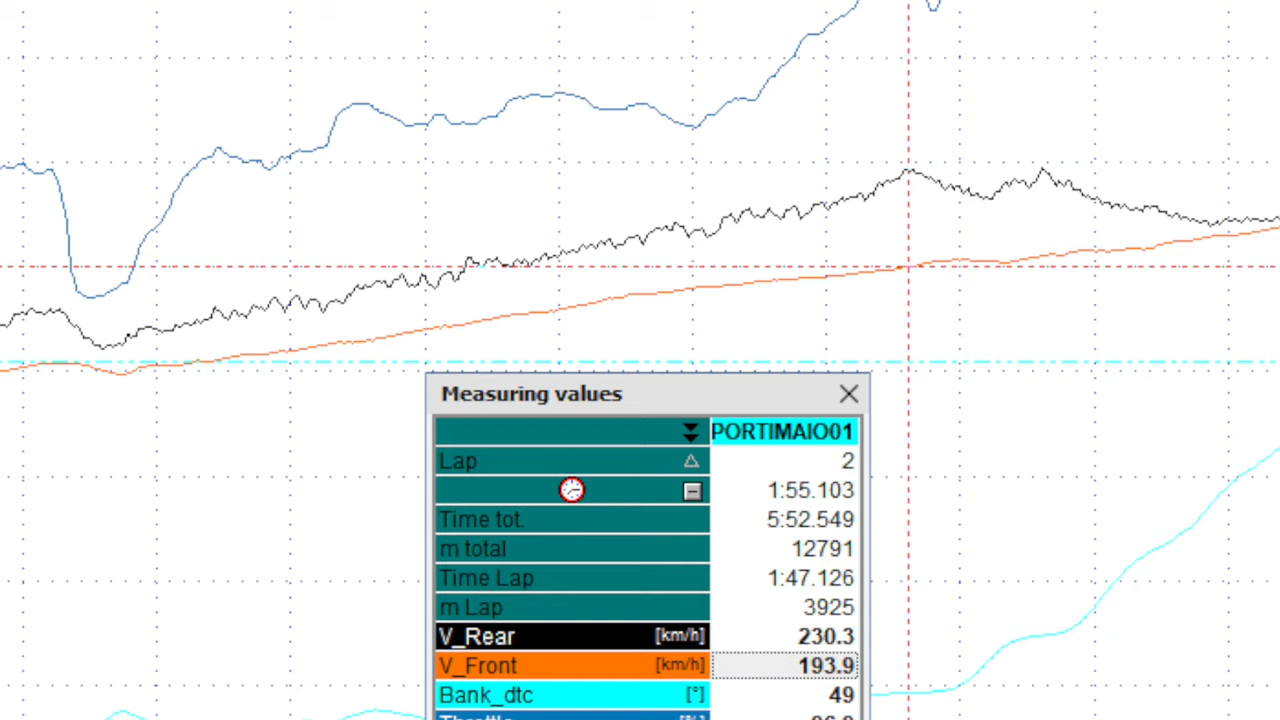 Measuring values
PORTIMAIO01
Lap 2
1:55.103
Time tot. 5:52.549
m total 12791
Time Lap 1:47.126
m Lap 3925
V_Rear [km/h] 230.3
V_Front [km/h] 193.9
Bank_dtc [°] 49